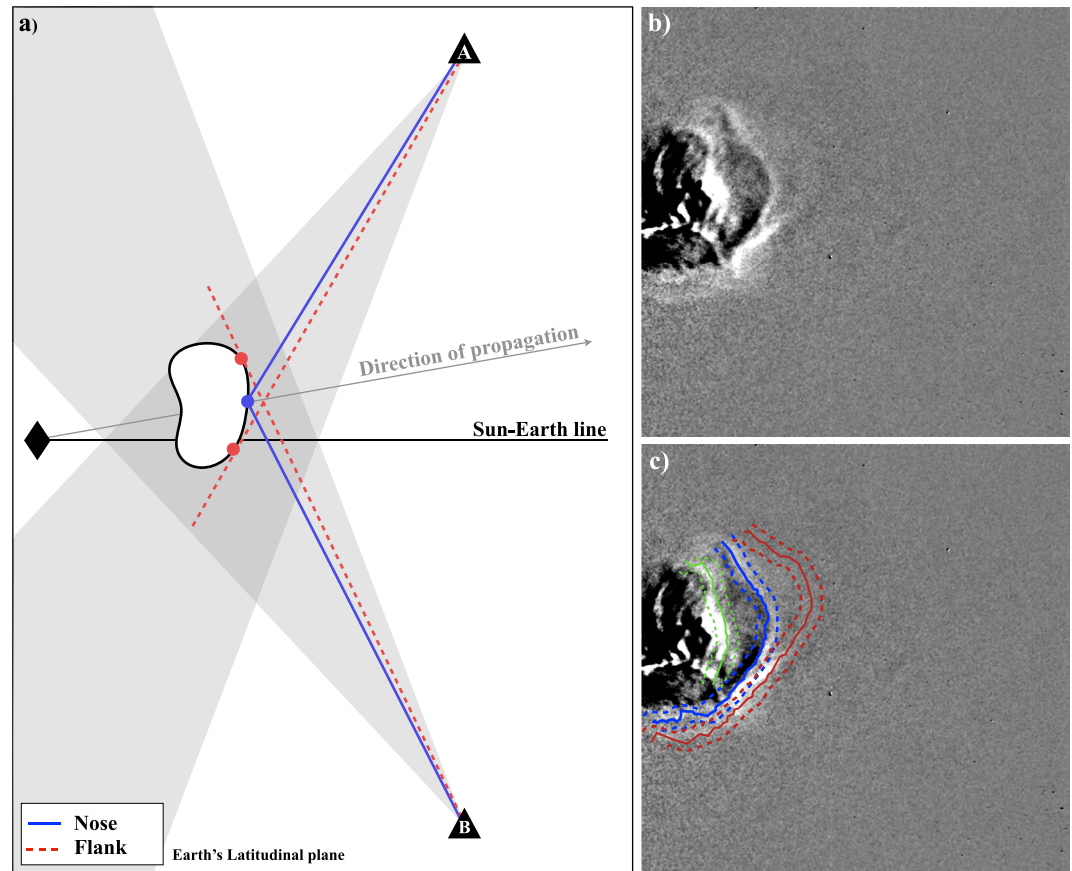 a)
A
Direction of propagation
Sun-Earth line
B
Nose
Flank
Earth's Latitudinal plane
b)
c)